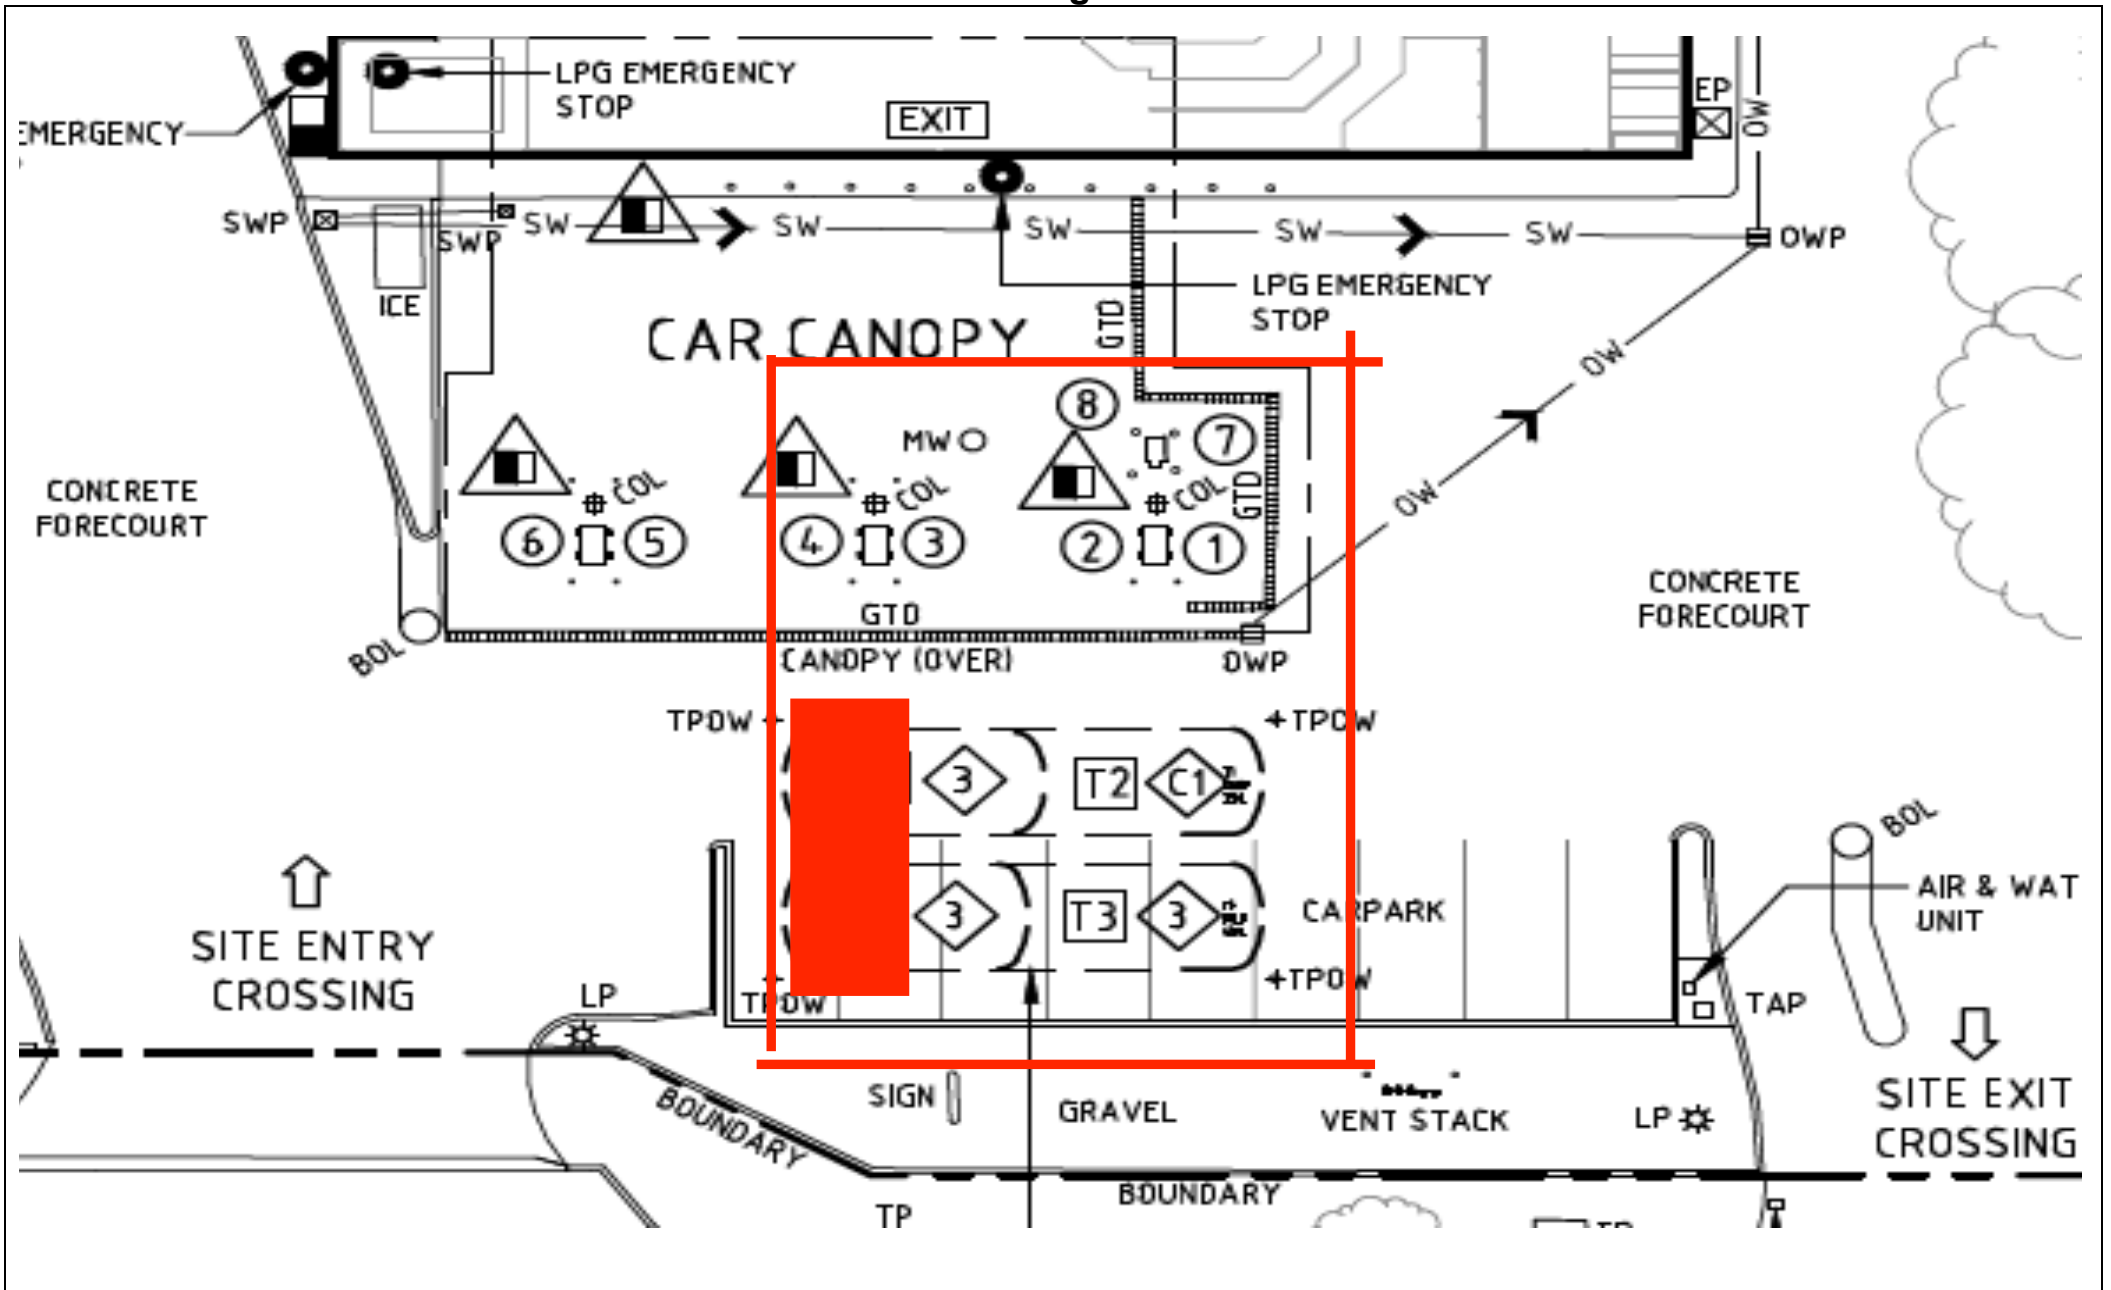 LPG EMERGENCY
STOP
EXIT
EP
OW
EMERGENCY
SWP
SWP
SW
SW
SW
SW
SW
OWP
ICE
LPG EMERGENCY
STOP
GTD
CAR CANOPY
OW
8
7
MW
COL
COL
COL
GTD
OW
CONCRETE
FORECOURT
6
5
4
3
2
1
CONCRETE
FORECOURT
GTD
BOL
CANOPY (OVER)
OWP
TPOW
TPOW
3
T2
C1
BOL
3
T3
3
CARPARK
AIR & WAT
UNIT
SITE ENTRY
CROSSING
LP
TPOW
TPOW
TAP
SIGN
GRAVEL
VENT STACK
LP
SITE EXIT
CROSSING
BOUNDARY
BOUNDARY
TP